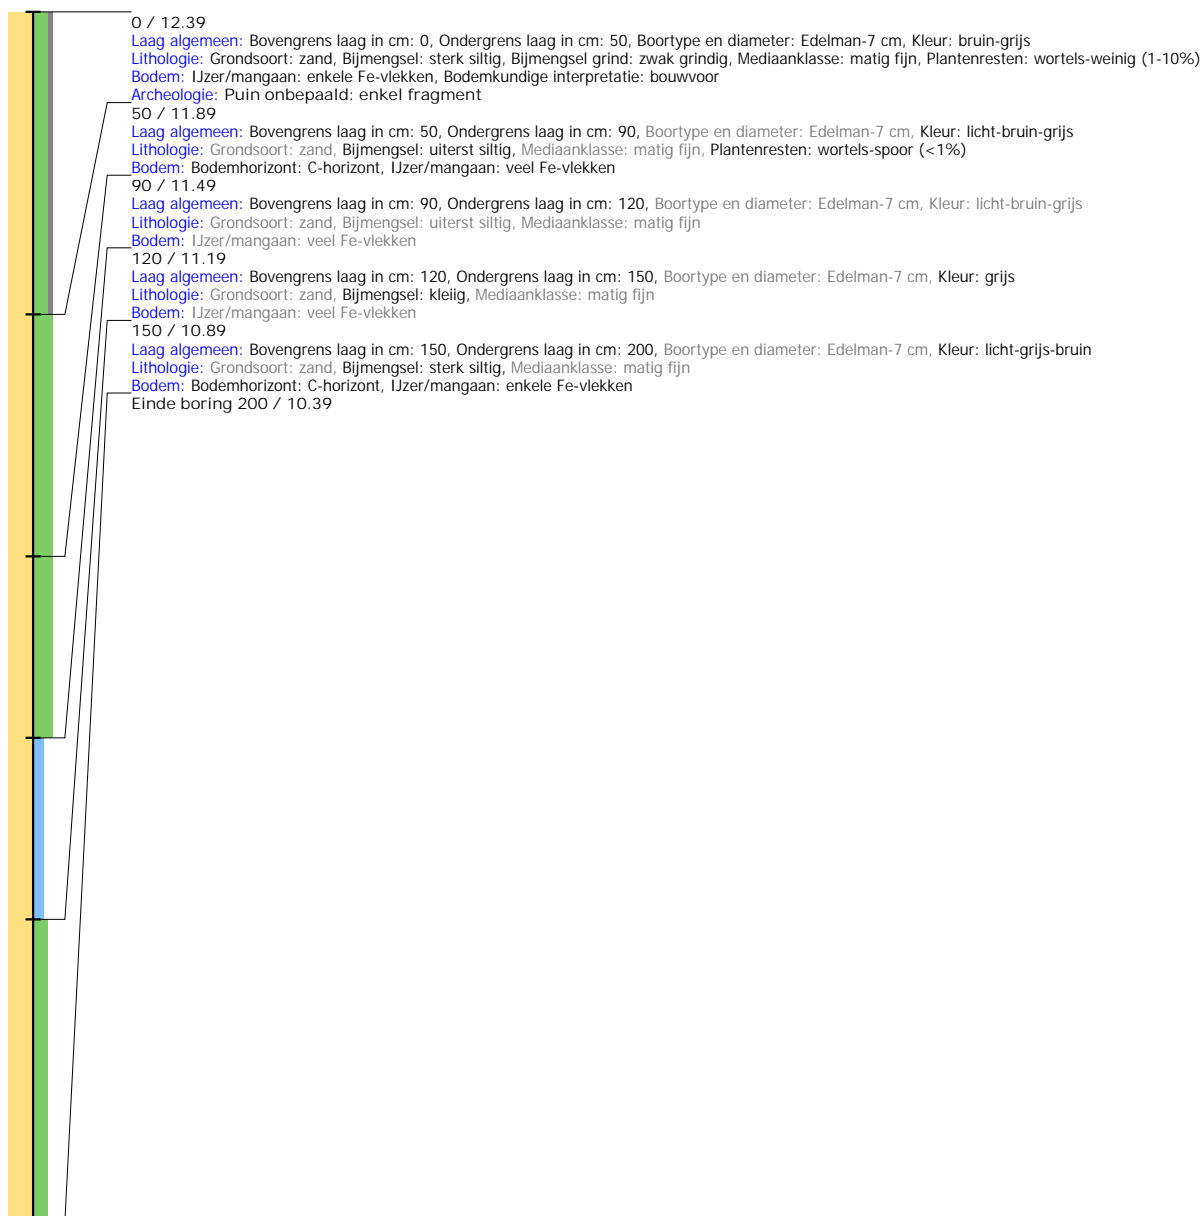 0 / 12.39
Laag algemeen: Bovengrens laag in cm: 0, Ondergrens laag in cm: 50, Boortype en diameter: Edelman-7 cm, Kleur: bruin-grijs
Lithologie: Grondsoort: zand, Bijmengsel: sterk siltig, Bijmengsel grind: zwak grindig, Mediaanklasse: matig fijn, Plantenresten: wortels-weinig (1-10%)
Bodem: IJzer/mangaan: enkele Fe-vlekken, Bodemkundige interpretatie: bouwvoor
Archeologie: Puin onbepaald: enkel fragment
50 / 11.89
Laag algemeen: Bovengrens laag in cm: 50, Ondergrens laag in cm: 90, Boortype en diameter: Edelman-7 cm, Kleur: licht-bruin-grijs
Lithologie: Grondsoort: zand, Bijmengsel: uiterst siltig, Mediaanklasse: matig fijn, Plantenresten: wortels-spoor (<1%)
Bodem: Bodemhorizont: C-horizont, IJzer/mangaan: veel Fe-vlekken
90 / 11.49
Laag algemeen: Bovengrens laag in cm: 90, Ondergrens laag in cm: 120, Boortype en diameter: Edelman-7 cm, Kleur: licht-bruin-grijs
Lithologie: Grondsoort: zand, Bijmengsel: uiterst siltig, Mediaanklasse: matig fijn
Bodem: IJzer/mangaan: veel Fe-vlekken
120 / 11.19
Laag algemeen: Bovengrens laag in cm: 120, Ondergrens laag in cm: 150, Boortype en diameter: Edelman-7 cm, Kleur: grijs
Lithologie: Grondsoort: zand, Bijmengsel: kleiig, Mediaanklasse: matig fijn
Bodem: IJzer/mangaan: veel Fe-vlekken
150 / 10.89
Laag algemeen: Bovengrens laag in cm: 150, Ondergrens laag in cm: 200, Boortype en diameter: Edelman-7 cm, Kleur: licht-grijs-bruin
Lithologie: Grondsoort: zand, Bijmengsel: sterk siltig, Mediaanklasse: matig fijn
Bodem: Bodemhorizont: C-horizont, IJzer/mangaan: enkele Fe-vlekken
Einde boring 200 / 10.39